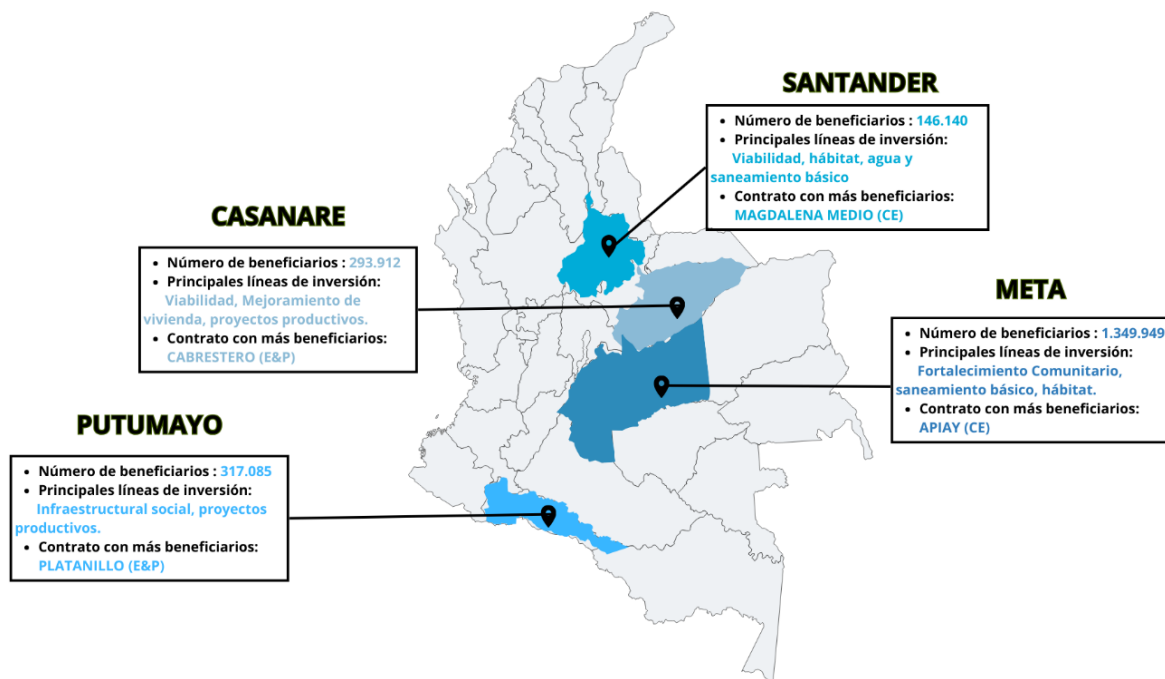 SANTANDER
• Número de beneficiarios : 146.140
• Principales líneas de inversión:
Viabilidad, hábitat, agua y
saneamiento básico
• Contrato con más beneficiarios:
MAGDALENA MEDIO (CE)
CASANARE
• Número de beneficiarios : 293.912
• Principales líneas de inversión:
Viabilidad, Mejoramiento de
vivienda, proyectos productivos.
• Contrato con más beneficiarios:
CABRESTERO (E&P)
META
• Número de beneficiarios : 1.349.949
• Principales líneas de inversión:
Fortalecimiento Comunitario,
saneamiento básico, hábitat.
• Contrato con más beneficiarios:
APIAY (CE)
PUTUMAYO
• Número de beneficiarios : 317.085
• Principales líneas de inversión:
Infraestructural social, proyectos
productivos.
• Contrato con más beneficiarios:
PLATANILLO (E&P)